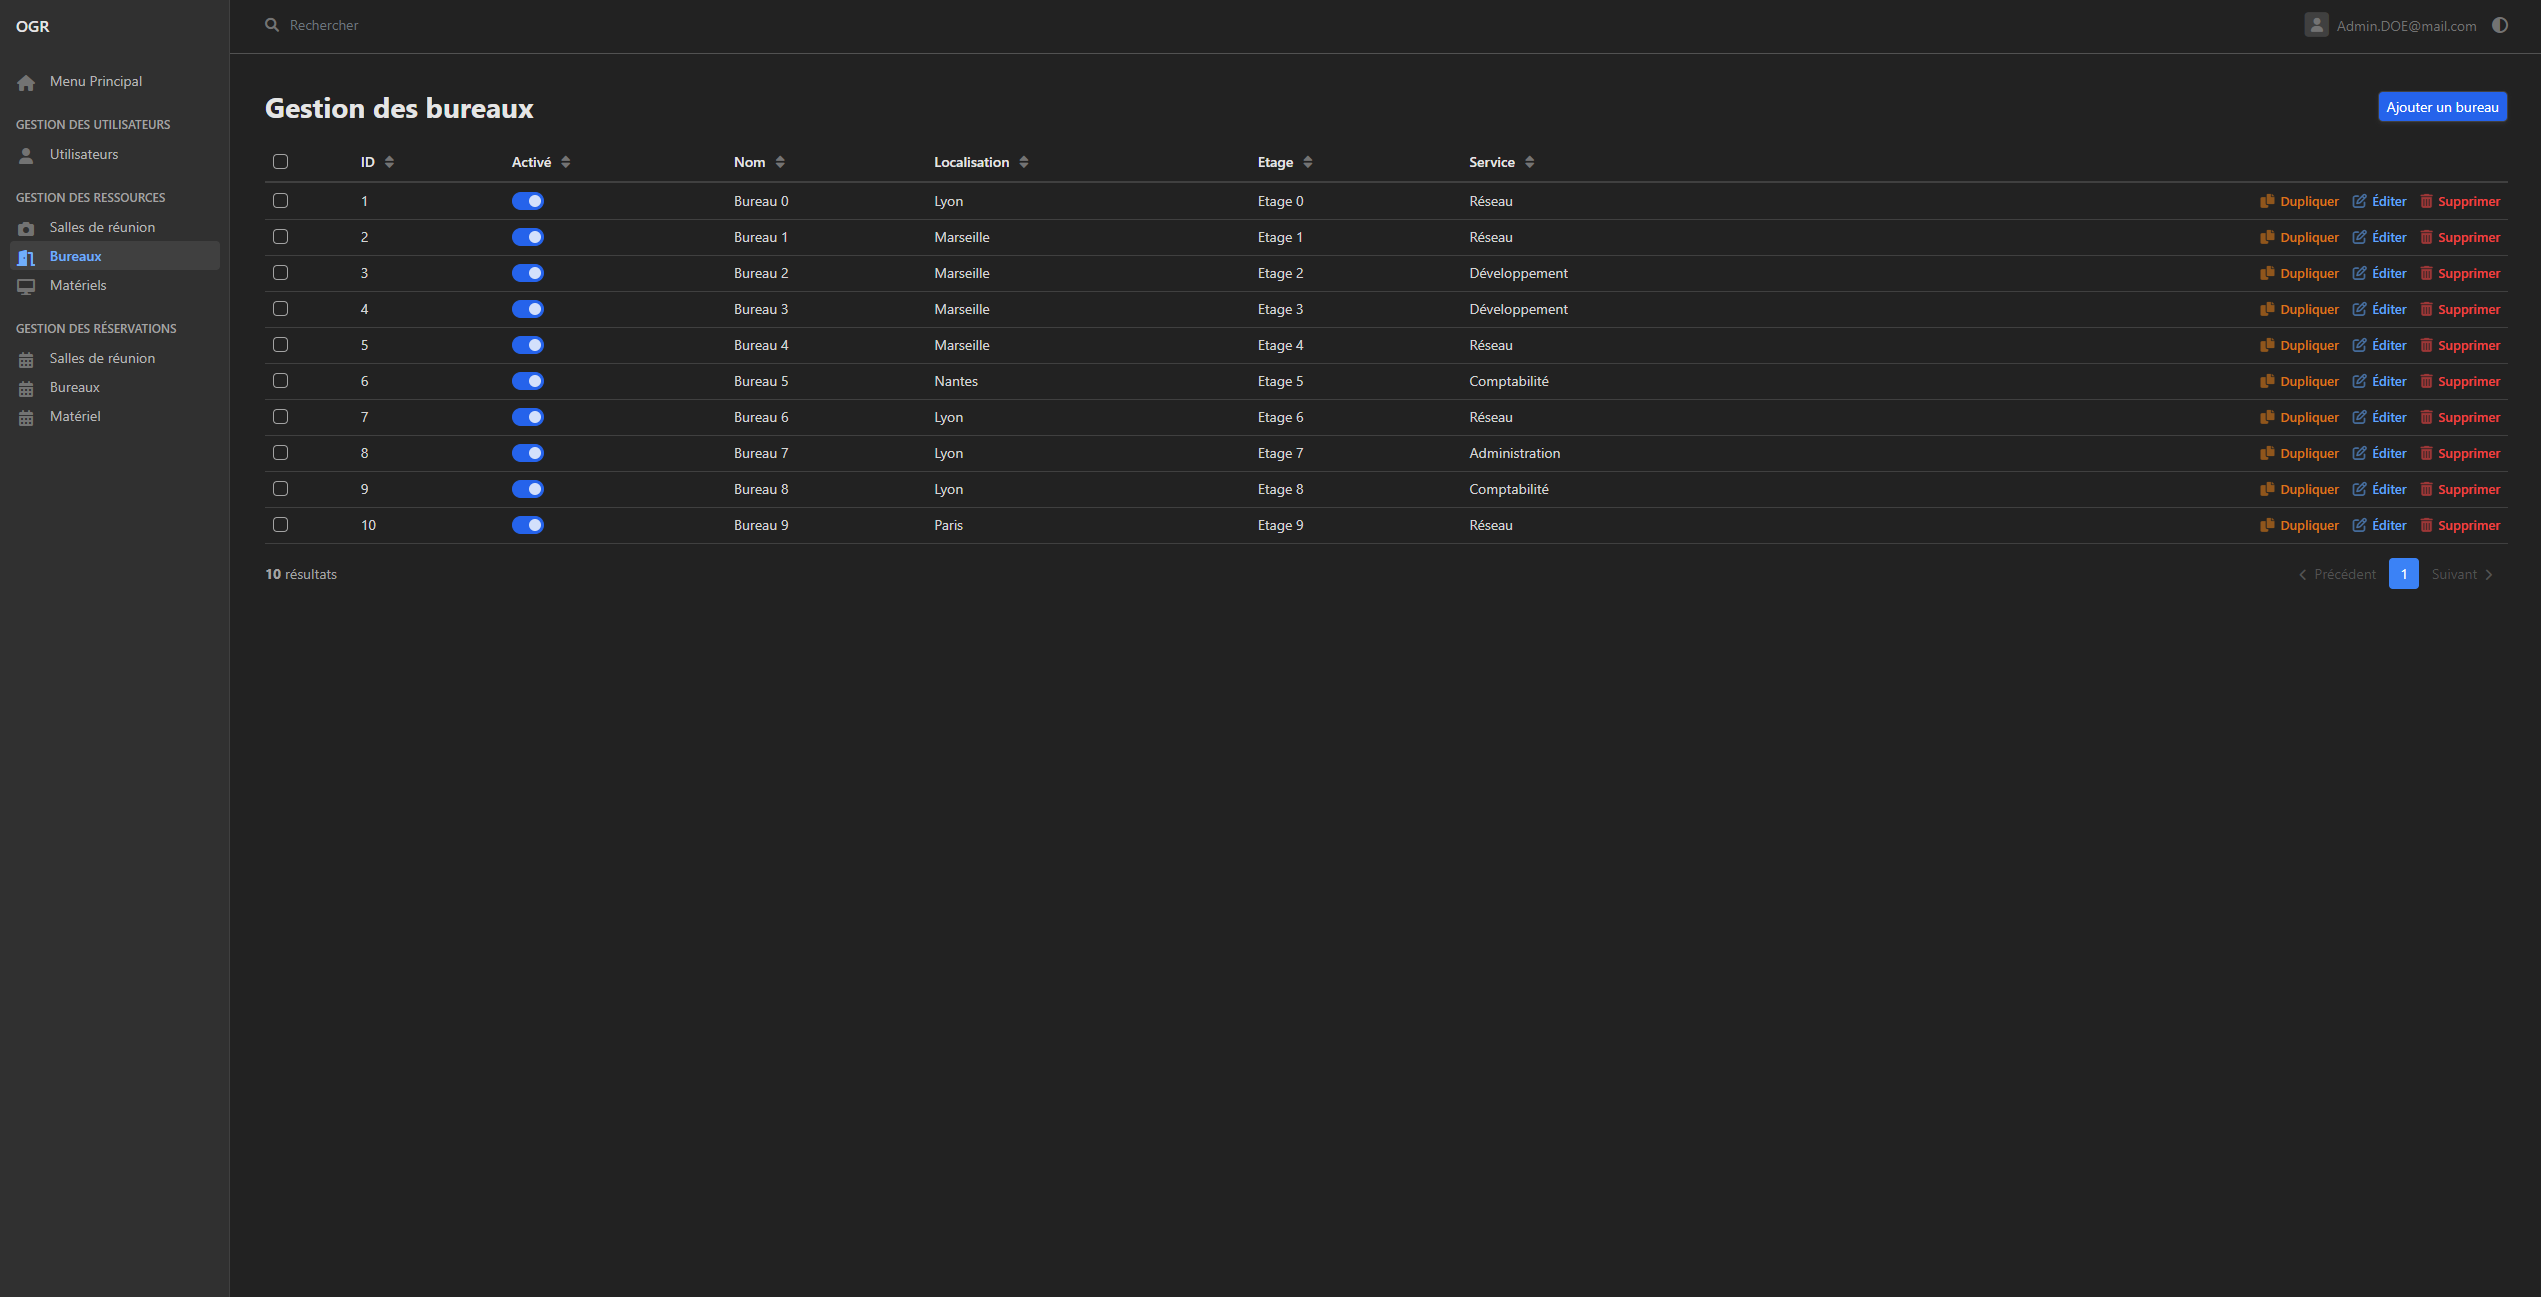 OGR
Rechercher
Admin.DOE@mail.com
Menu Principal
GESTION DES UTILISATEURS
Utilisateurs
GESTION DES RESSOURCES
Salles de réunion
Bureaux
Matériels
GESTION DES RÉSERVATIONS
Salles de réunion
Bureaux
Matériel
Gestion des bureaux
Ajouter un bureau
ID Activé Nom Localisation Etage Service
1 Bureau 0 Lyon Etage 0 Réseau Dupliquer Éditer Supprimer
2 Bureau 1 Marseille Etage 1 Réseau Dupliquer Éditer Supprimer
3 Bureau 2 Marseille Etage 2 Développement Dupliquer Éditer Supprimer
4 Bureau 3 Marseille Etage 3 Développement Dupliquer Éditer Supprimer
5 Bureau 4 Marseille Etage 4 Réseau Dupliquer Éditer Supprimer
6 Bureau 5 Nantes Etage 5 Comptabilité Dupliquer Éditer Supprimer
7 Bureau 6 Lyon Etage 6 Réseau Dupliquer Éditer Supprimer
8 Bureau 7 Lyon Etage 7 Administration Dupliquer Éditer Supprimer
9 Bureau 8 Lyon Etage 8 Comptabilité Dupliquer Éditer Supprimer
10 Bureau 9 Paris Etage 9 Réseau Dupliquer Éditer Supprimer
10 résultats
Précédent 1 Suivant